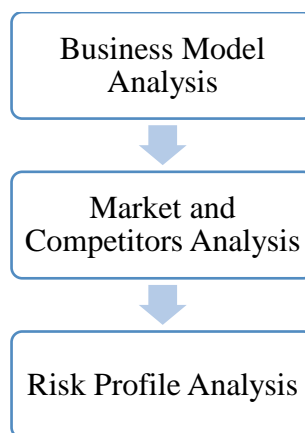 Business Model
Analysis
Market and
Competitors Analysis
Risk Profile Analysis